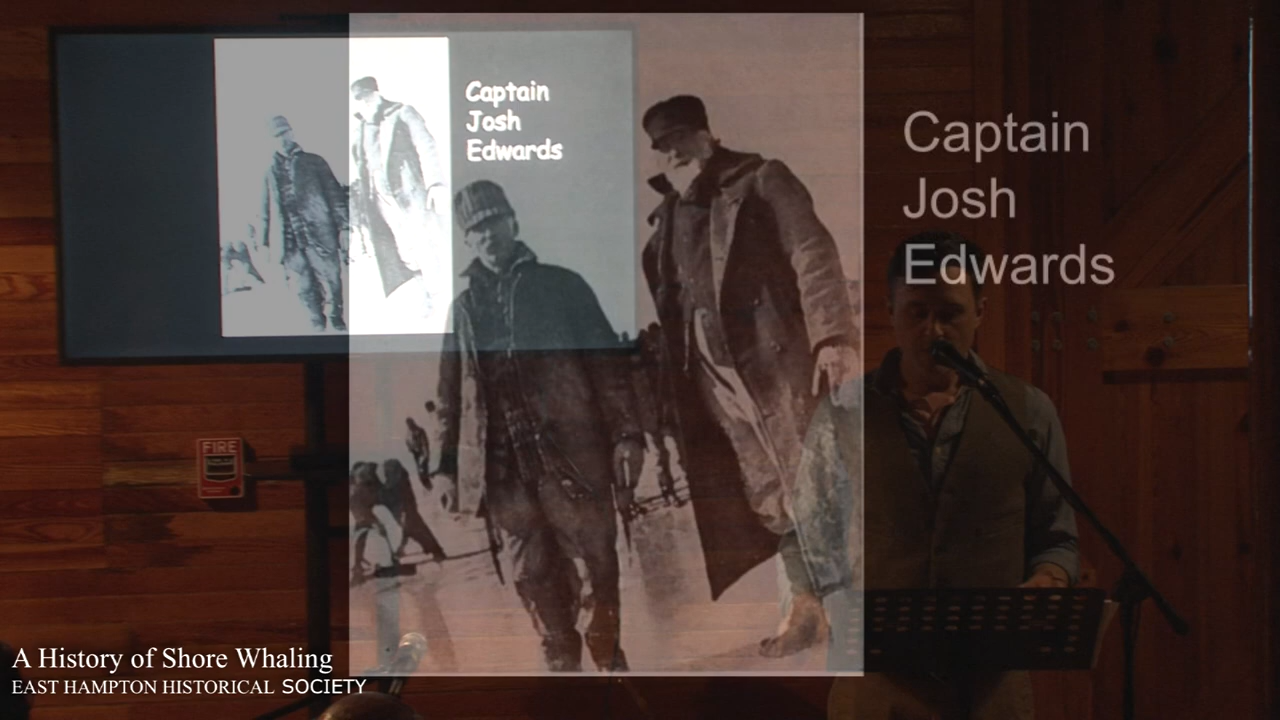 Captain
Josh
Edwards
Captain
Josh
Edwards
FIRE
A History of Shore Whaling
EAST HAMPTON HISTORICAL SOCIETY